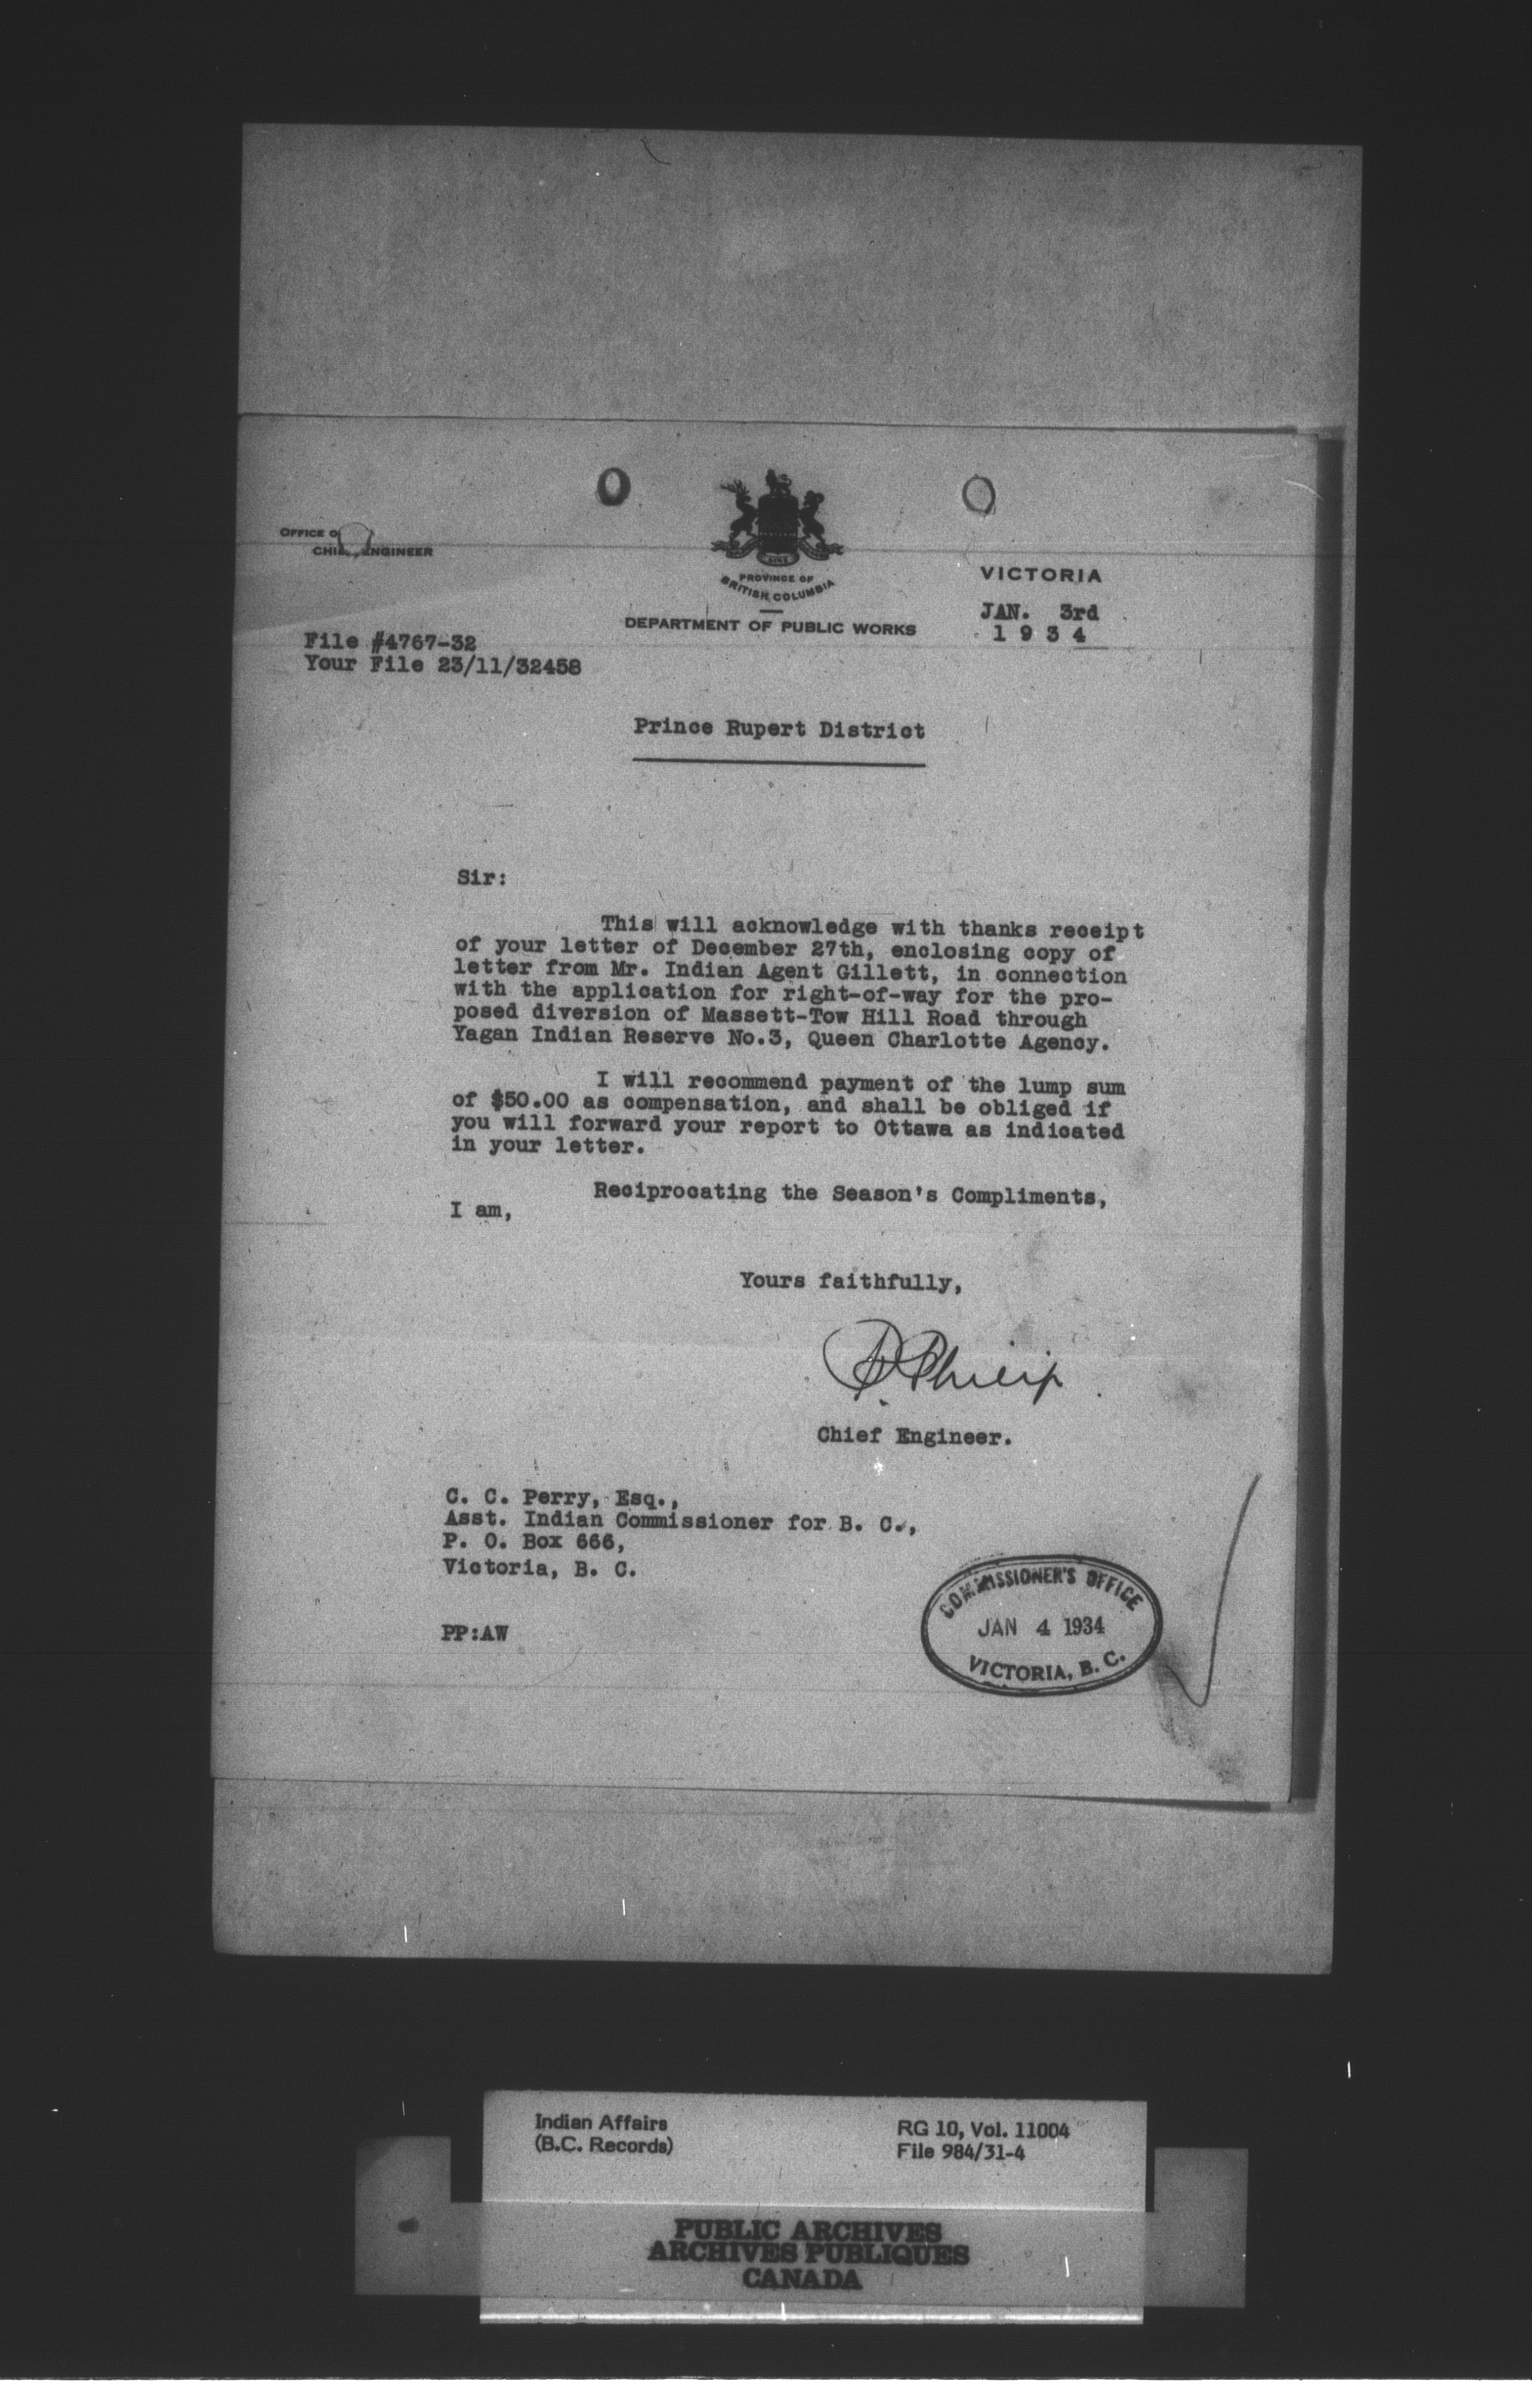 OFFICE O
CHI ENGINEER
PROVINCE OF
BRITISH COLUMBIA
DEPARTMENT OF PUBLIC WORKS
VICTORIA
JAN. 3rd
1934
File #4767-32
Your File 23/11/32458
Prince Rupert District
Sir:
This will acknowledge with thanks receipt
of your letter of December 27th, enclosing copy of
letter from Mr. Indian Agent Gillett, in connection
with the application for right-of-way for the pro-
posed diversion of Massett-Tow Hill Road through
Yagan Indian Reserve No.3, Queen Charlotte Agency.
I will recommend payment of the lump sum
of $50.00 as compensation, and shall be obliged if
you will forward your report to Ottawa as indicated
in your letter.
Reciprocating the Season's Compliments,
I am,
Yours faithfully,
P. Philip
Chief Engineer.
C. C. Perry, Esq.,
Asst. Indian Commissioner for B. C.,
P. O. Box 666,
Victoria, B. C.
PP:AW
COMMISSIONER'S OFFICE
JAN 4 1934
VICTORIA, B. C.
Indian Affairs
(B.C. Records)
RG 10, Vol. 11004
File 984/31-4
PUBLIC ARCHIVES
ARCHIVES PUBLIQUES
CANADA